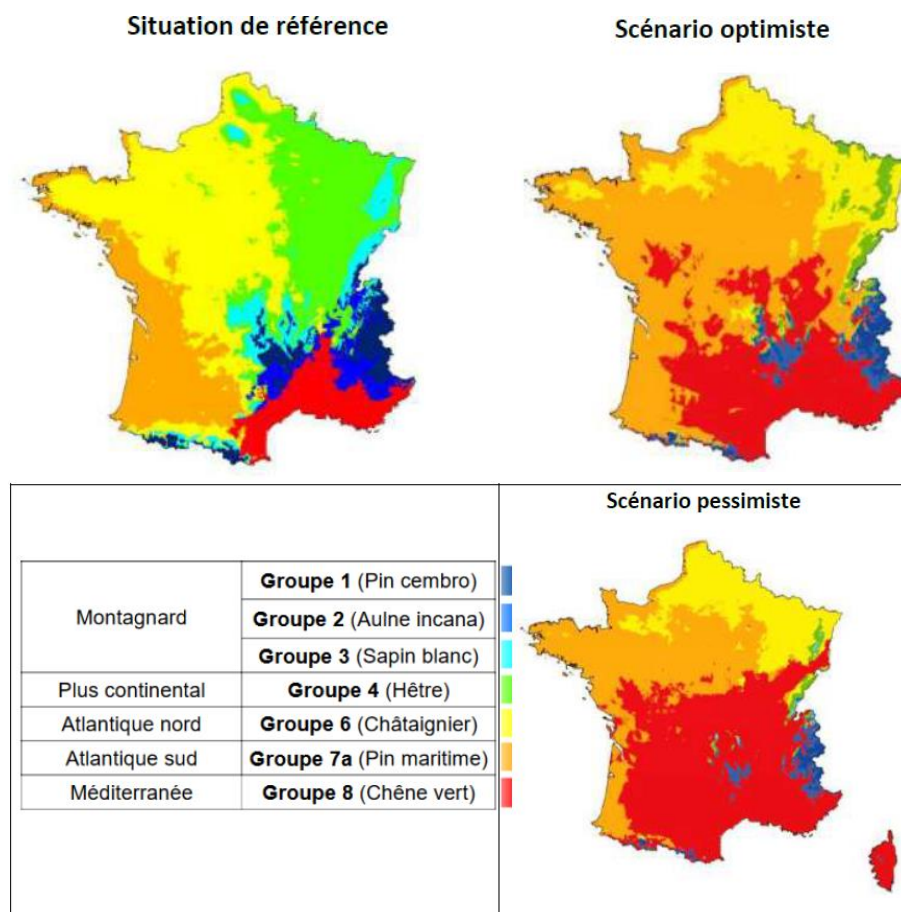 Situation de référence
Scénario optimiste
Scénario pessimiste
Montagnard
Groupe 1 (Pin cembro)
Groupe 2 (Aulne incana)
Groupe 3 (Sapin blanc)
Plus continental
Groupe 4 (Hêtre)
Atlantique nord
Groupe 6 (Châtaignier)
Atlantique sud
Groupe 7a (Pin maritime)
Méditerranée
Groupe 8 (Chêne vert)